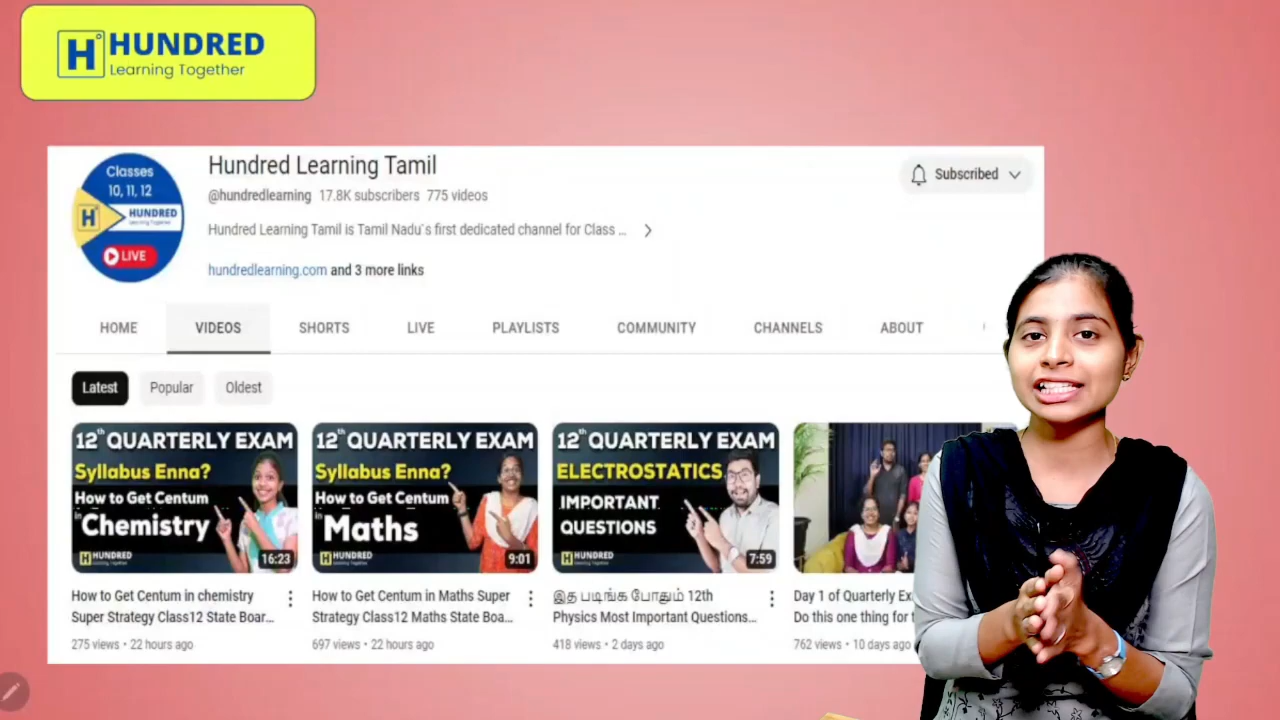 HUNDRED
Learning Together
Classes
10, 11, 12
HUNDRED
LIVE
Hundred Learning Tamil
@hundredlearning 17.8K subscribers 775 videos
Hundred Learning Tamil is Tamil Nadu's first dedicated channel for Class ...
Subscribed
hundredlearning.com and 3 more links
HOME VIDEOS SHORTS LIVE PLAYLISTS COMMUNITY CHANNELS ABOUT
Latest Popular Oldest
12th QUARTERLY EXAM
Syllabus Enna?
How to Get Centum
in Chemistry
HUNDRED
Learning Together
16:23
12th QUARTERLY EXAM
Syllabus Enna?
How to Get Centum
in Maths
HUNDRED
Learning Together
9:01
12th QUARTERLY EXAM
ELECTROSTATICS
IMPORTANT
QUESTIONS
HUNDRED
Learning Together
7:59
How to Get Centum in chemistry
Super Strategy Class12 State Boar...
275 views • 22 hours ago
How to Get Centum in Maths Super
Strategy Class12 Maths State Boa...
697 views • 22 hours ago
இத படிங்க போதும் 12th
Physics Most Important Questions...
418 views • 2 days ago
Day 1 of Quarterly
Do this one thing for
762 views • 10 days ago